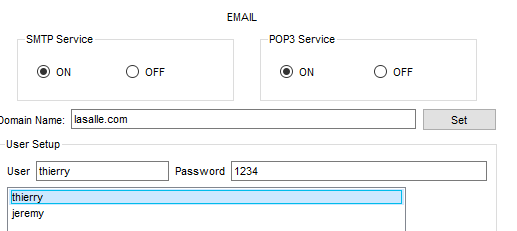 EMAIL
SMTP Service POP3 Service
ON OFF ON OFF
Domain Name: lasalle.com Set
User Setup
User thierry Password 1234
thierry
jeremy